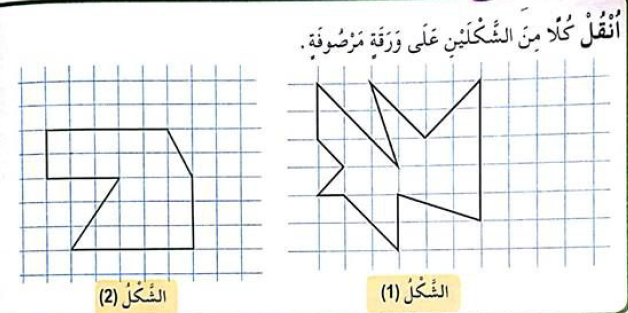 أَنْقُلْ كُلًّا مِنَ الشَّكْلَيْنِ عَلَى وَرَقَةٍ مَرْصُوفَةٍ.
الشَّكْلُ (1)
الشَّكْلُ (2)